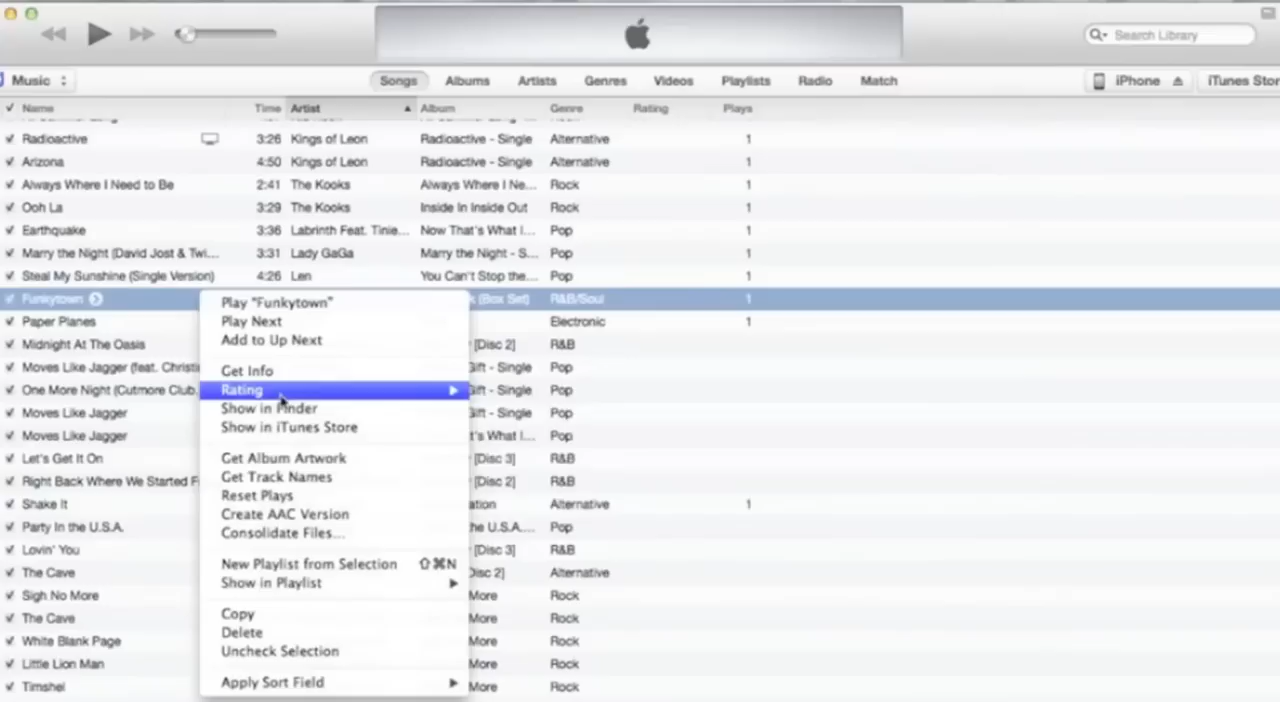 Search Library
Music
Songs Albums Artists Genres Videos Playlists Radio Match
iPhone
iTunes Stor
Name Time Artist Album Genre Rating Plays
Radioactive 3:26 Kings of Leon Radioactive - Single Alternative 1
Arizona 4:50 Kings of Leon Radioactive - Single Alternative 1
Always Where I Need to Be 2:41 The Kooks Always Where I Ne... Rock 1
Ooh La 3:29 The Kooks Inside In Inside Out Rock 1
Earthquake 3:36 Labrinth Feat. Tinie... Now That's What I... Pop 1
Marry the Night (David Jost & Twi... 3:31 Lady GaGa Marry the Night - S... Pop 1
Steal My Sunshine (Single Version) 4:26 Len You Can't Stop the... Pop 1
Funkytown (Box Set) R&B/Soul 1
Paper Planes Electronic 1
Midnight At The Oasis [Disc 2] R&B
Moves Like Jagger (feat. Christi Gift - Single Pop
One More Night (Cutmore Club. Gift - Single Pop
Moves Like Jagger Gift - Single Pop
Moves Like Jagger t's What I... Pop
Let's Get It On [Disc 3] R&B
Right Back Where We Started F [Disc 2] R&B
Shake It ation Alternative 1
Party In the U.S.A. he U.S.A.... Pop
Lovin' You [Disc 3] R&B
The Cave Disc 2] Alternative
Sigh No More More Rock
The Cave More Rock
White Blank Page More Rock
Little Lion Man More Rock
Timshel More Rock
Play "Funkytown"
Play Next
Add to Up Next
Get Info
Rating
Show in Finder
Show in iTunes Store
Get Album Artwork
Get Track Names
Reset Plays
Create AAC Version
Consolidate Files...
New Playlist from Selection ⇧⌘N
Show in Playlist
Copy
Delete
Uncheck Selection
Apply Sort Field